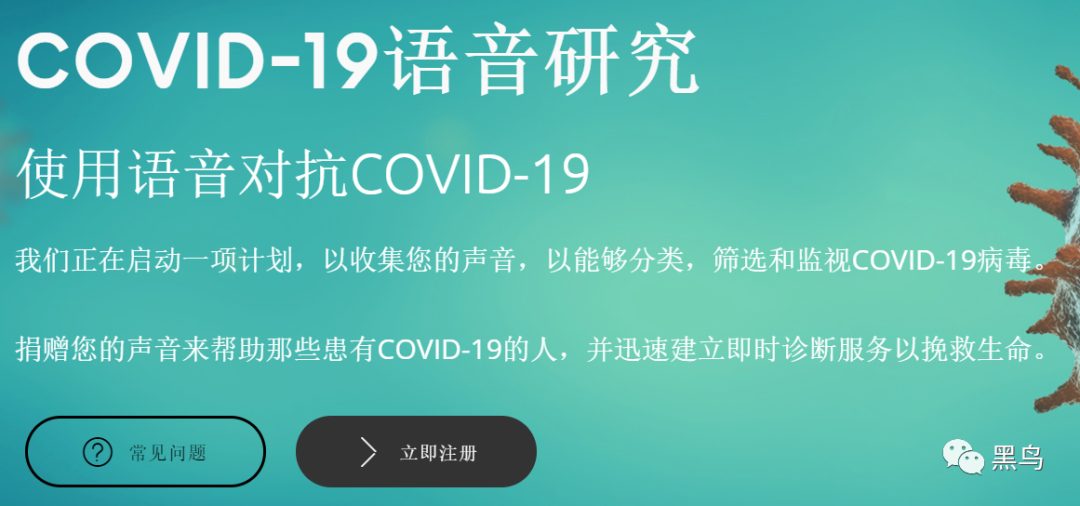 COVID-19语音研究
使用语音对抗COVID-19
我们正在启动一项计划，以收集您的声音，以能够分类，筛选和监视COVID-19病毒。
捐赠您的声音来帮助那些患有COVID-19的人，并迅速建立即时诊断服务以挽救生命。
? 常见问题
立即注册
黑鸟